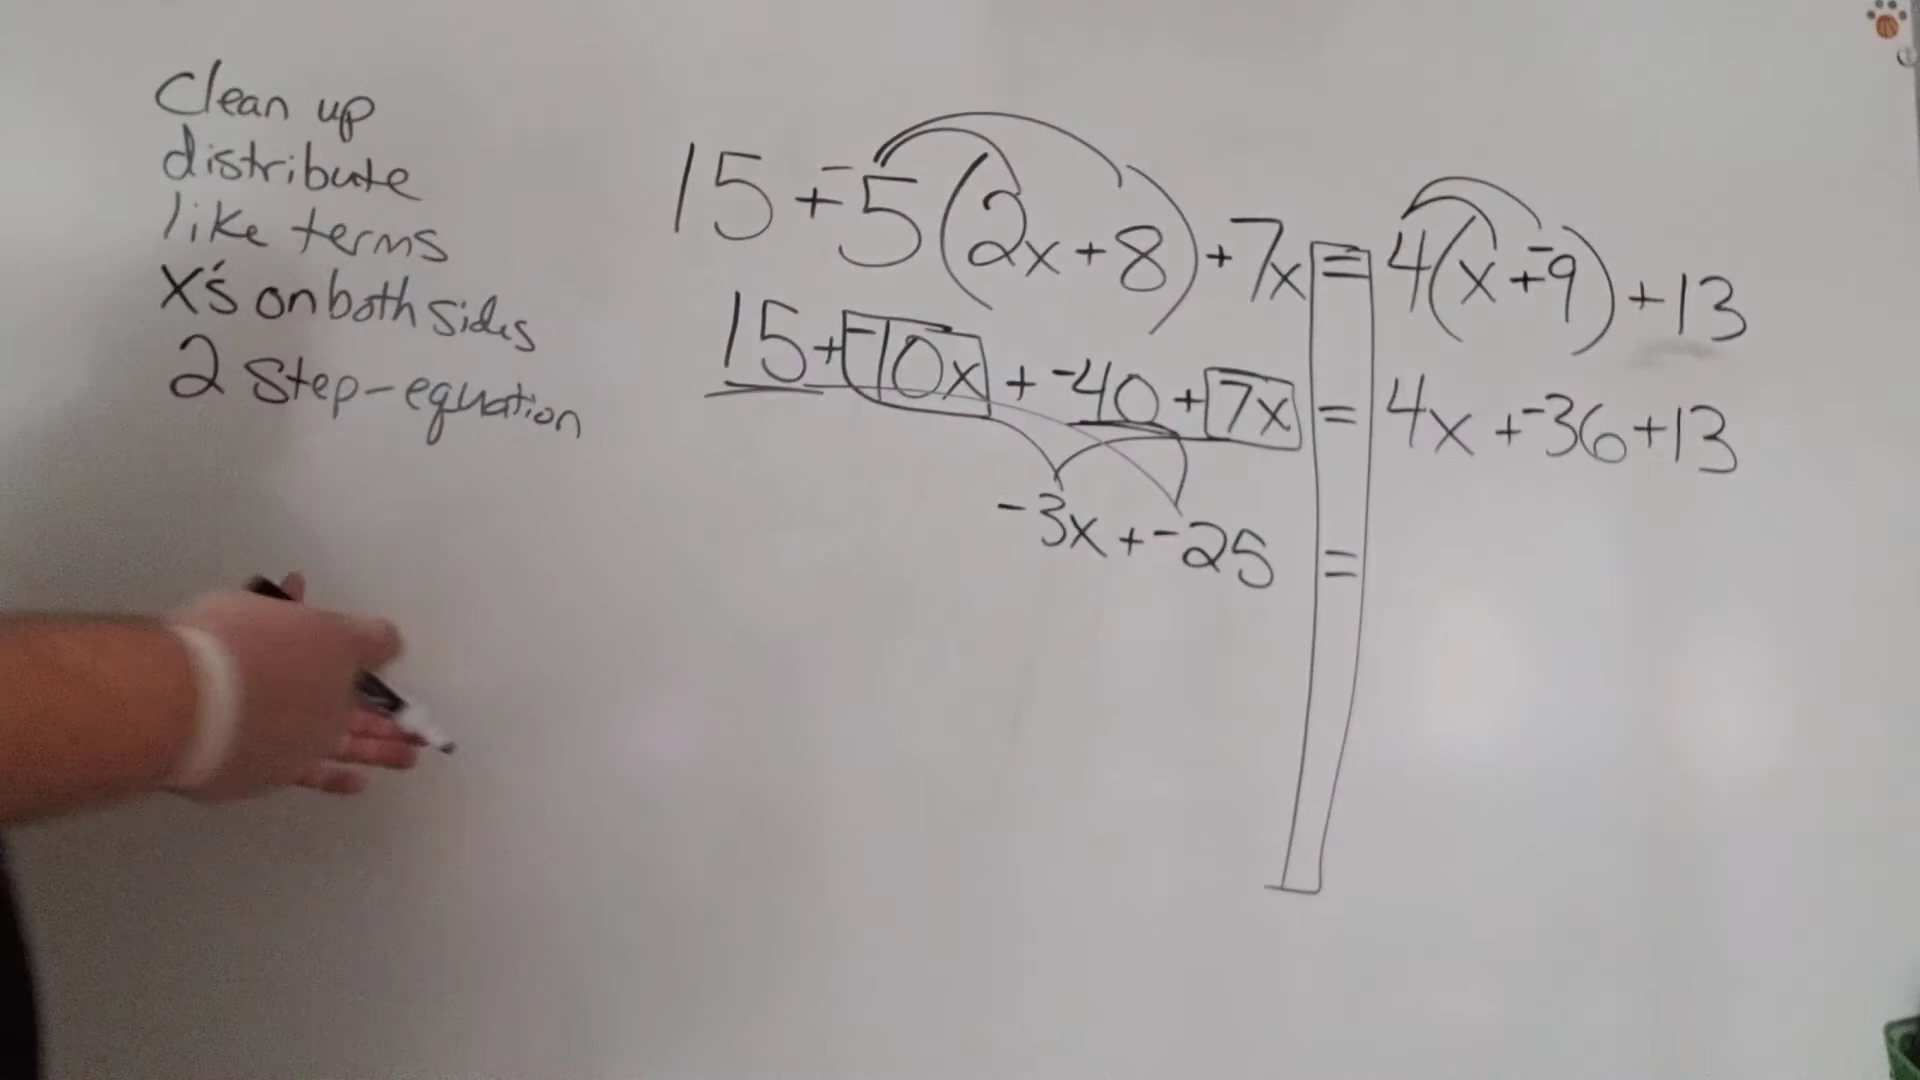 Clean up
distribute
like terms
X's on both sides
2 step-equation
15+-5(2x+8)+7x=4(x+-9)+13
15+-10x+-40+7x=4x+-36+13
-3x+-25=